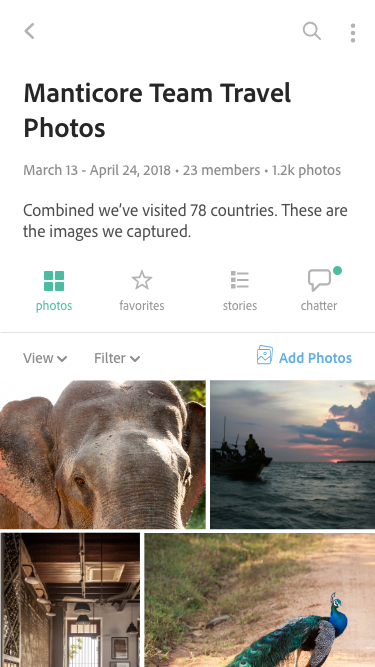 Manticore Team Travel
Photos
March 13 - April 24, 2018 • 23 members • 1.2k photos
Combined we’ve visited 78 countries. These are
the images we captured.
photos favorites stories chatter
View Filter Add Photos